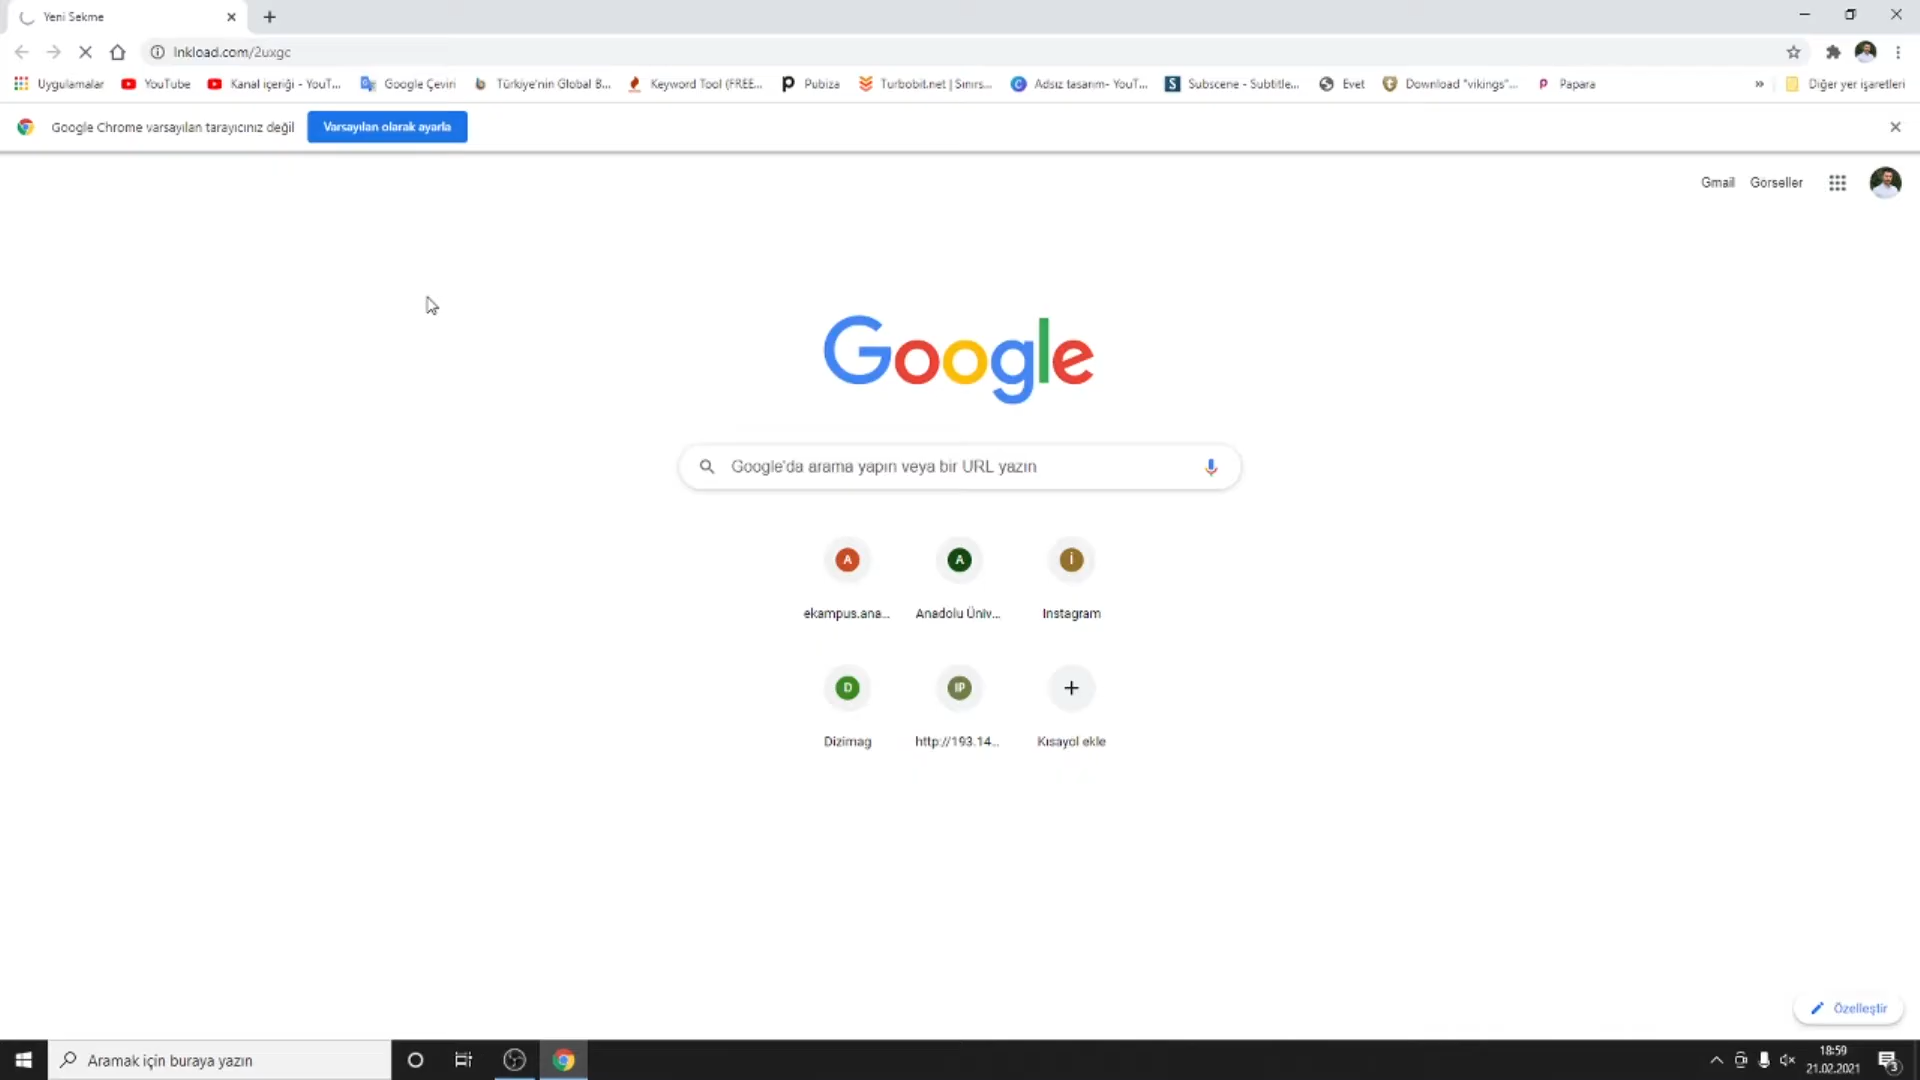 Yeni Sekme
lnkload.com/2uxgc
Uygulamalar YouTube Kanal içeriği - YouT... Google Çeviri Türkiye'nin Global B... Keyword Tool (FREE... Pubiza Turbobit.net | Sınırs... Adsız tasarım- YouT... Subscene - Subtitle... Evet Download "vikings"... Papara » Diğer yer işaretleri
Google Chrome varsayılan tarayıcınız değil Varsayılan olarak ayarla
Gmail Görseller
Google
Google'da arama yapın veya bir URL yazın
A A İ
ekampus.ana... Anadolu Üniv... Instagram
D IP
Dizimag http://193.14... Kısayol ekle
Özelleştir
Aramak için buraya yazın
18:59
21.02.2021
3